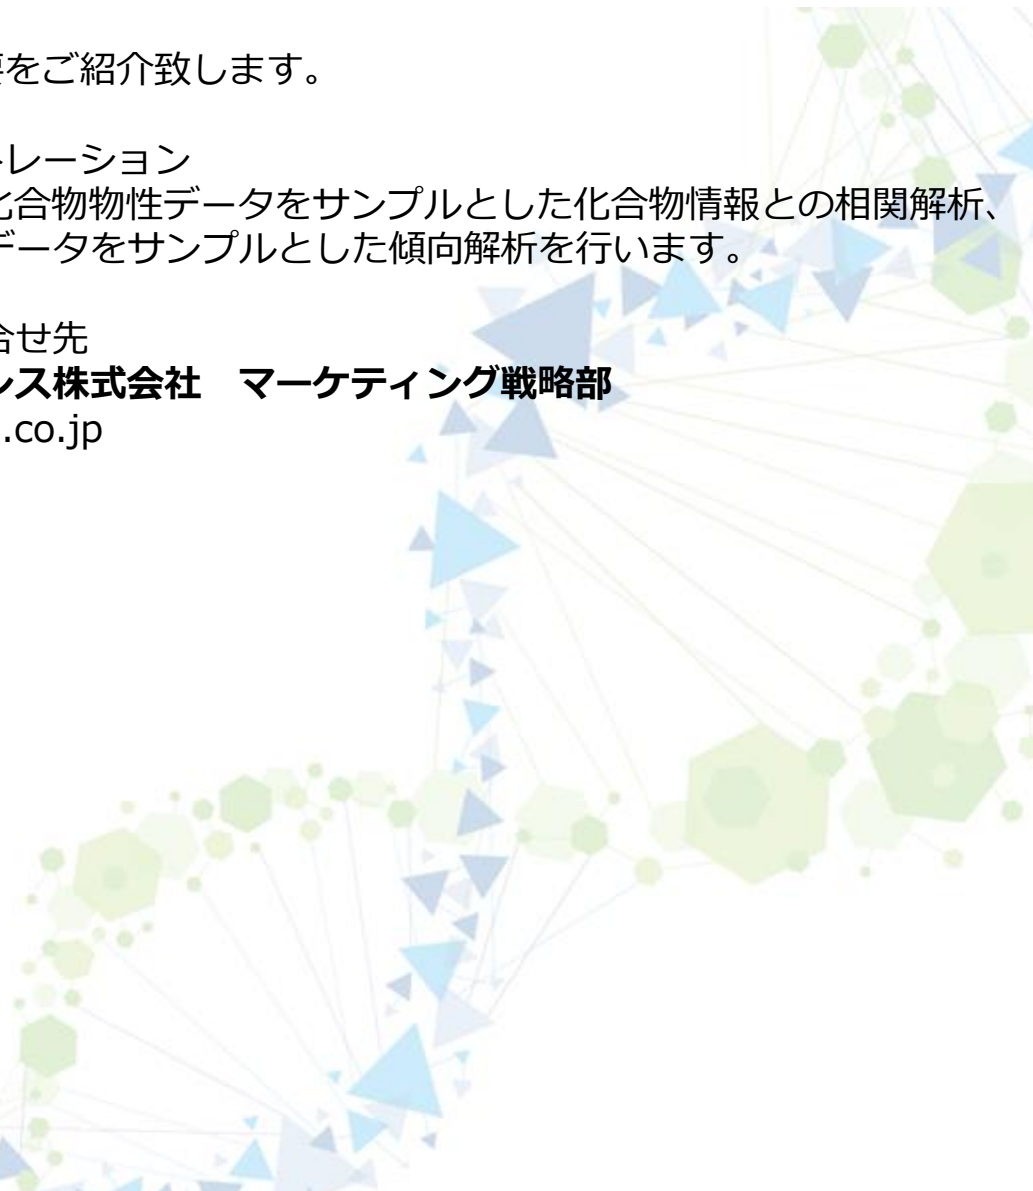 をご紹介致します。
トレーション
化合物物性データをサンプルとした化合物情報との相関解析、
データをサンプルとした傾向解析を行います。
合せ先
ンス株式会社　マーケティング戦略部
.co.jp